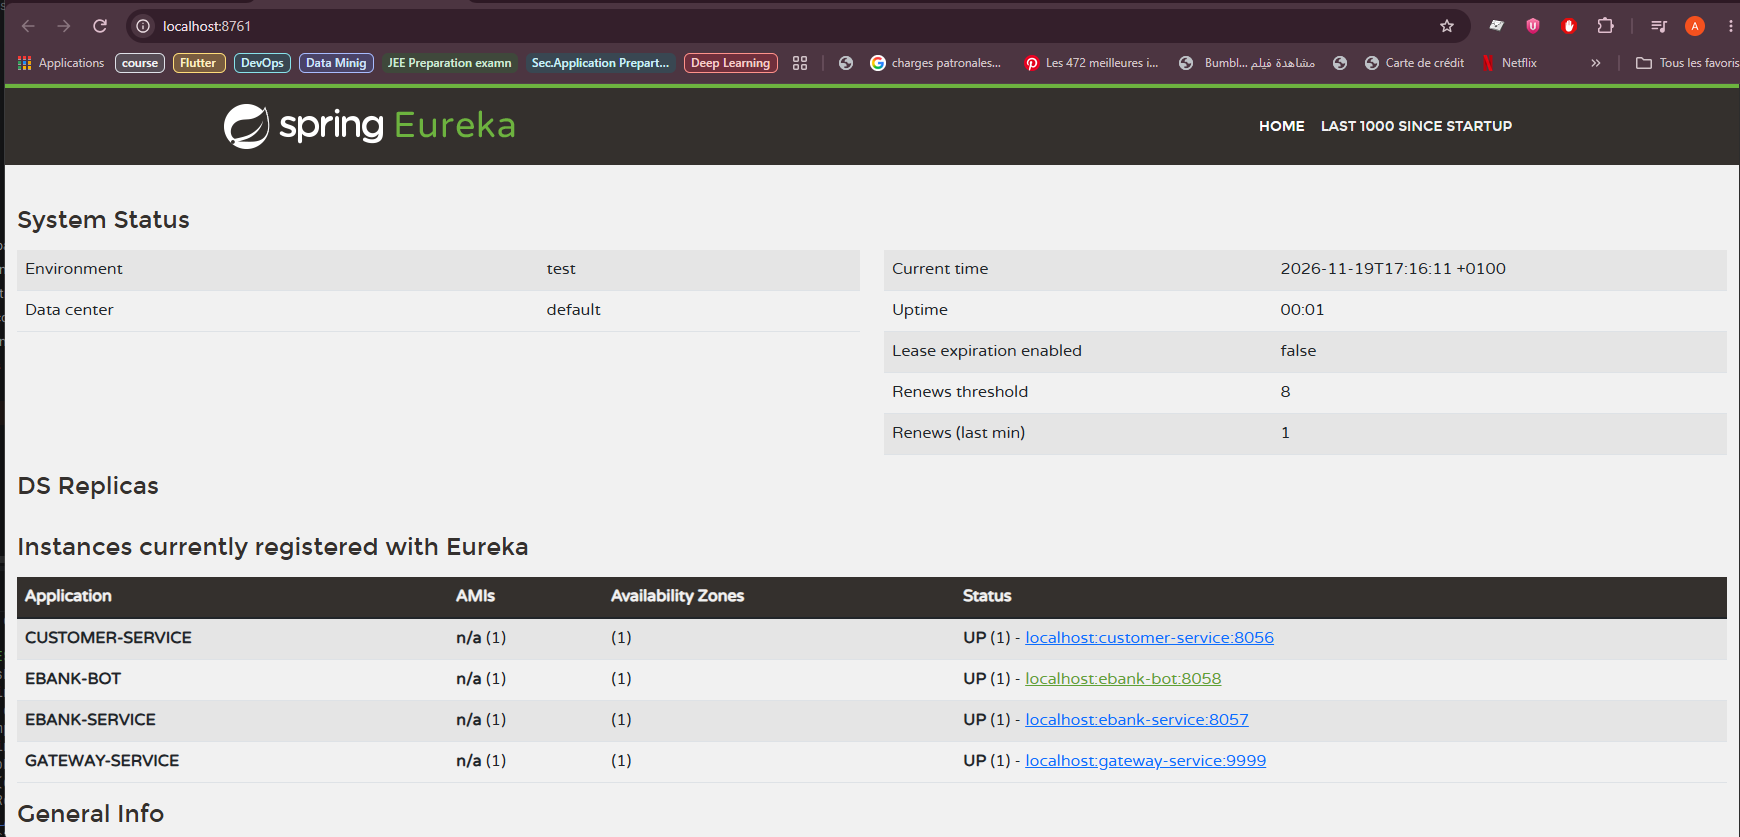 localhost:8761
A
Applications course Flutter DevOps Data Minig JEE Preparation examn Sec.Application Prepart... Deep Learning charges patronales... Les 472 meilleures i... Bumbl... مشاهدة فيلم Carte de crédit Netflix » Tous les favoris
spring Eureka HOME LAST 1000 SINCE STARTUP
System Status
Environment test Current time 2026-11-19T17:16:11 +0100
Data center default Uptime 00:01
Lease expiration enabled false
Renews threshold 8
Renews (last min) 1
DS Replicas
Instances currently registered with Eureka
Application AMIs Availability Zones Status
CUSTOMER-SERVICE n/a (1) (1) UP (1) - localhost:customer-service:8056
EBANK-BOT n/a (1) (1) UP (1) - localhost:ebank-bot:8058
EBANK-SERVICE n/a (1) (1) UP (1) - localhost:ebank-service:8057
GATEWAY-SERVICE n/a (1) (1) UP (1) - localhost:gateway-service:9999
General Info